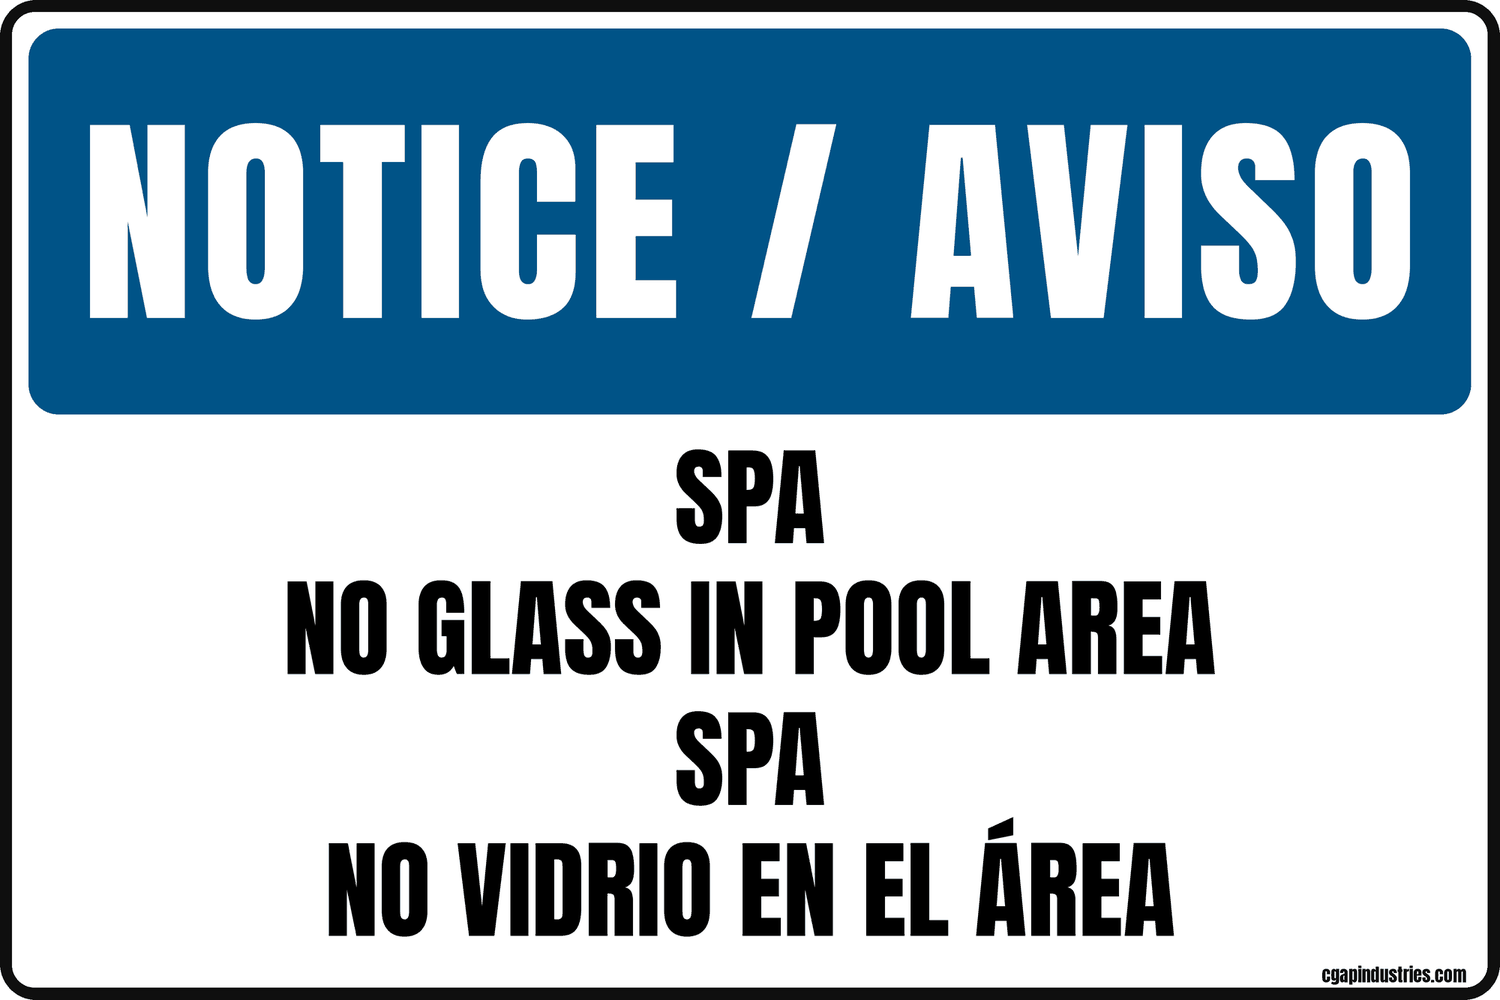 NOTICE / AVISO
SPA
NO GLASS IN POOL AREA
SPA
NO VIDRIO EN EL ÁREA
cgapindustries.com